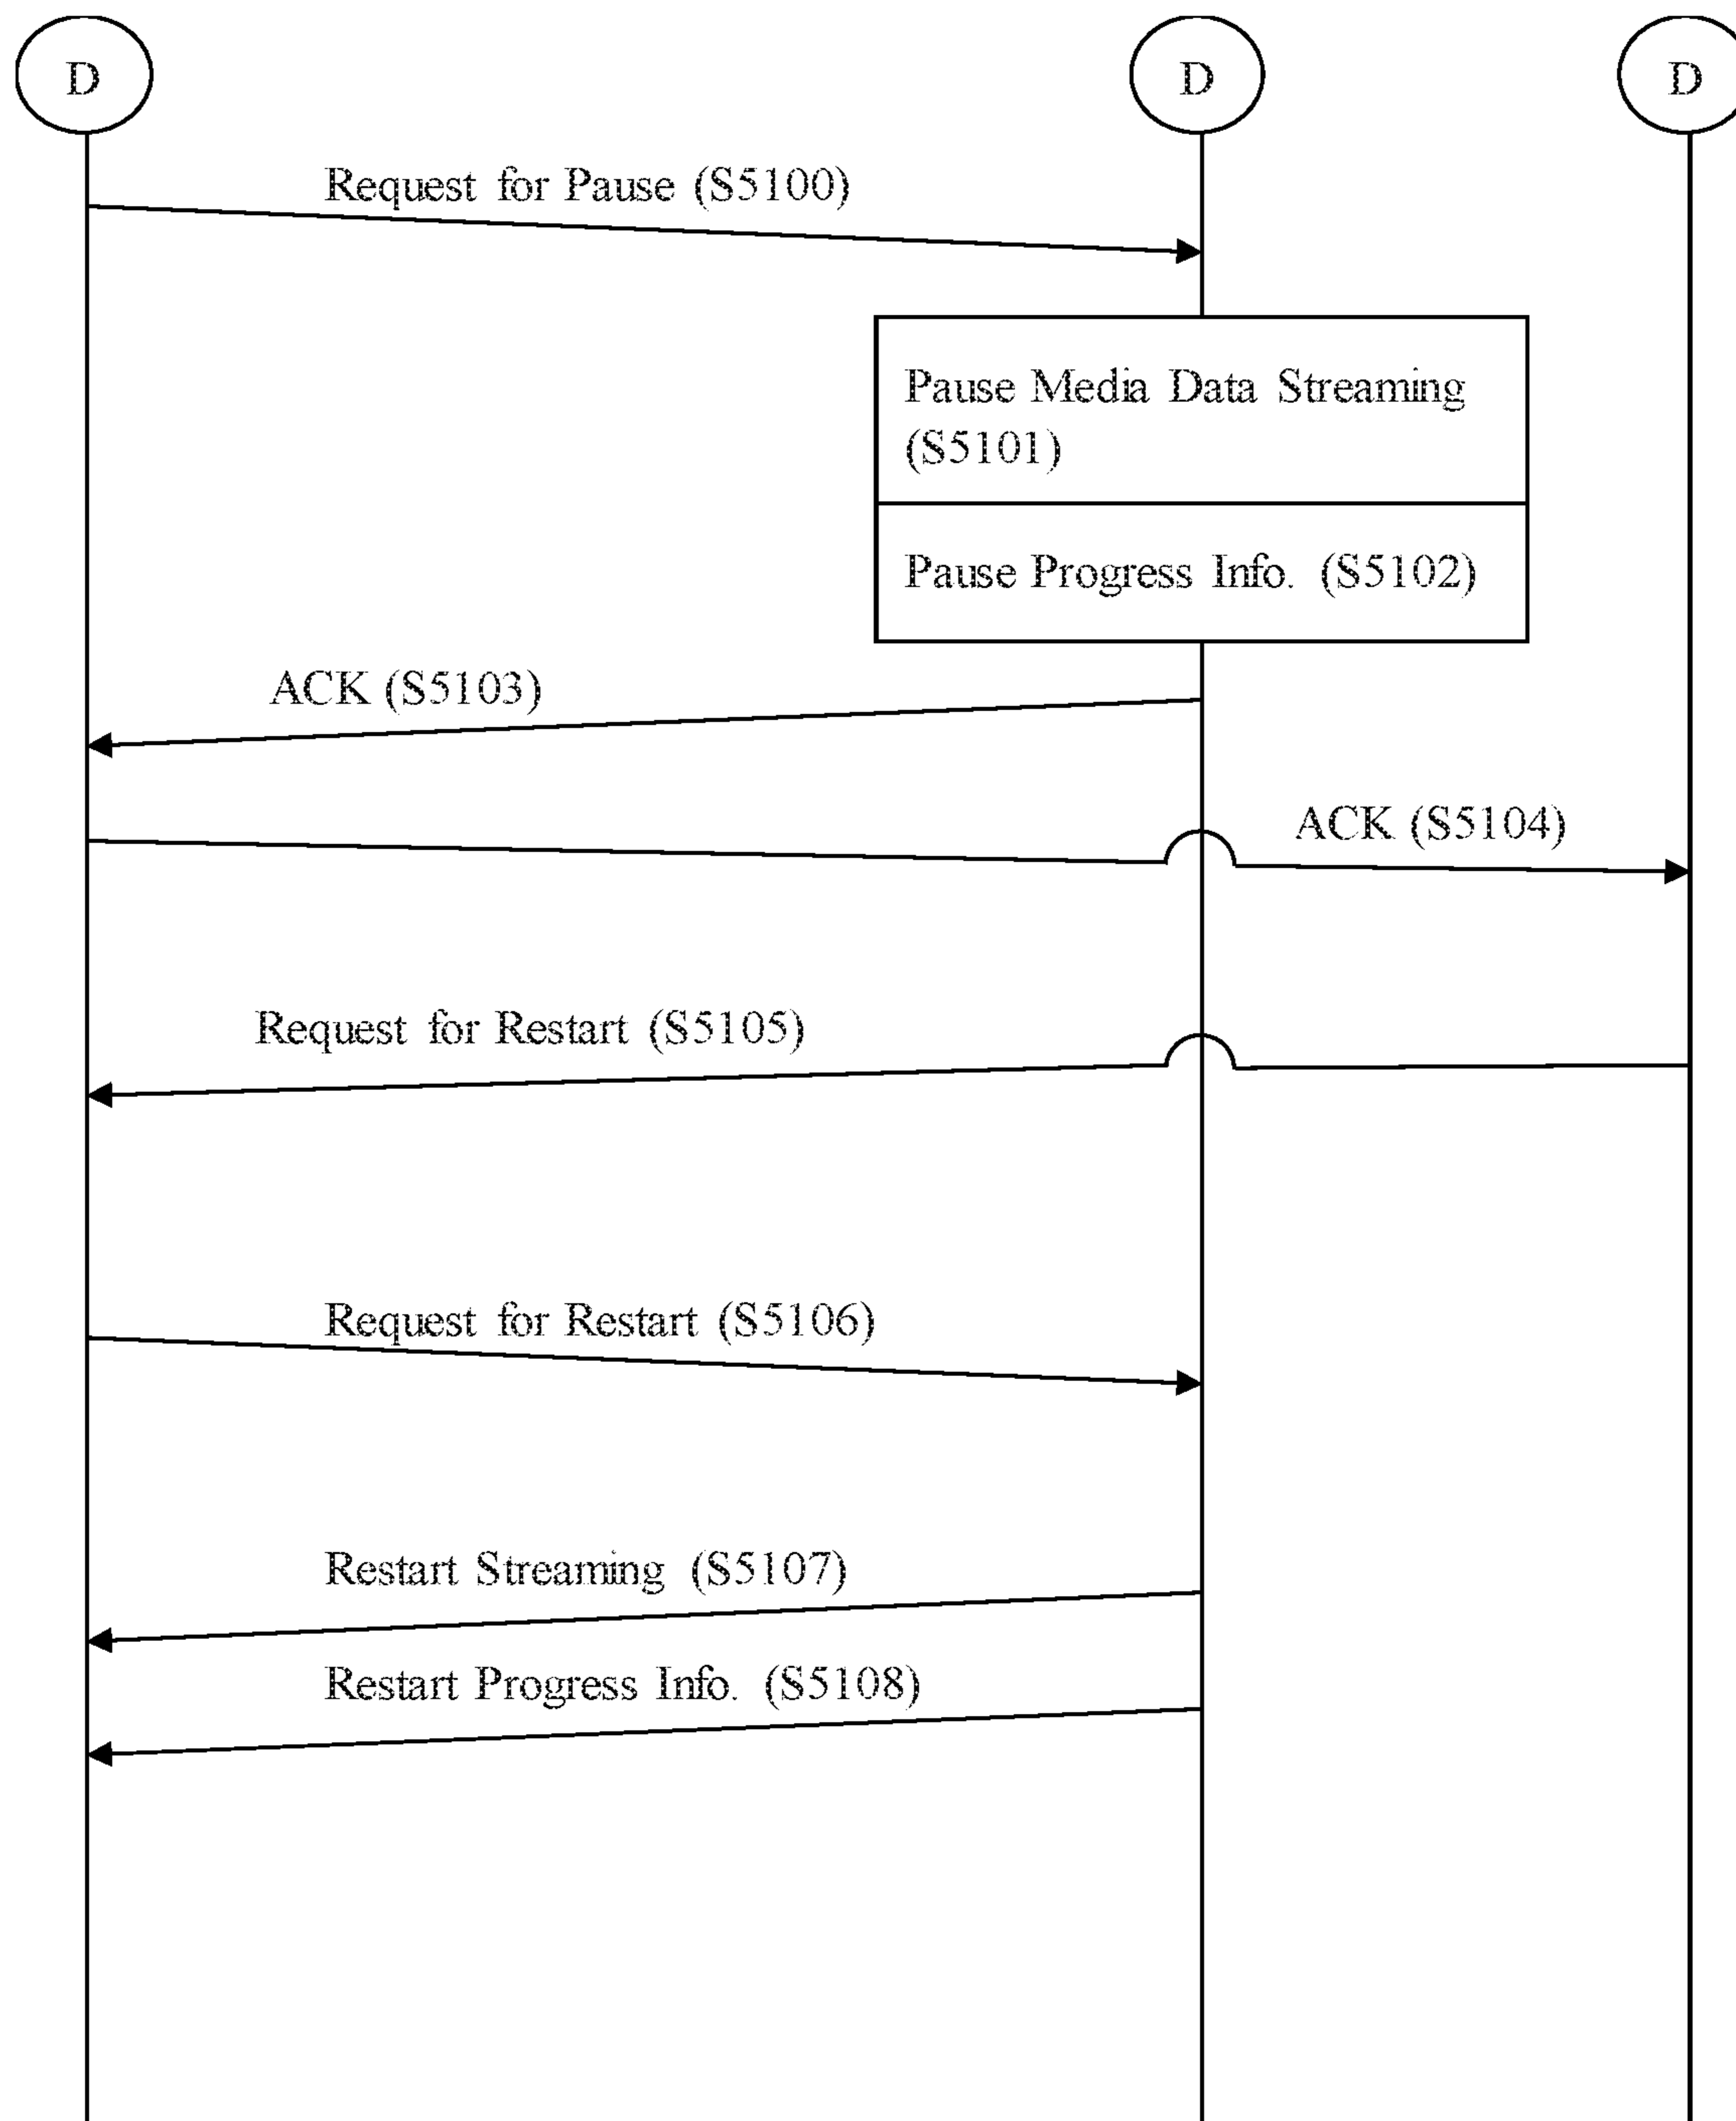 D D D
Request for Pause (S5100)
Pause Media Data Streaming
(S5101)
Pause Progress Info. (S5102)
ACK (S5103)
ACK (S5104)
Request for Restart (S5105)
Request for Restart (S5106)
Restart Streaming (S5107)
Restart Progress Info. (S5108)